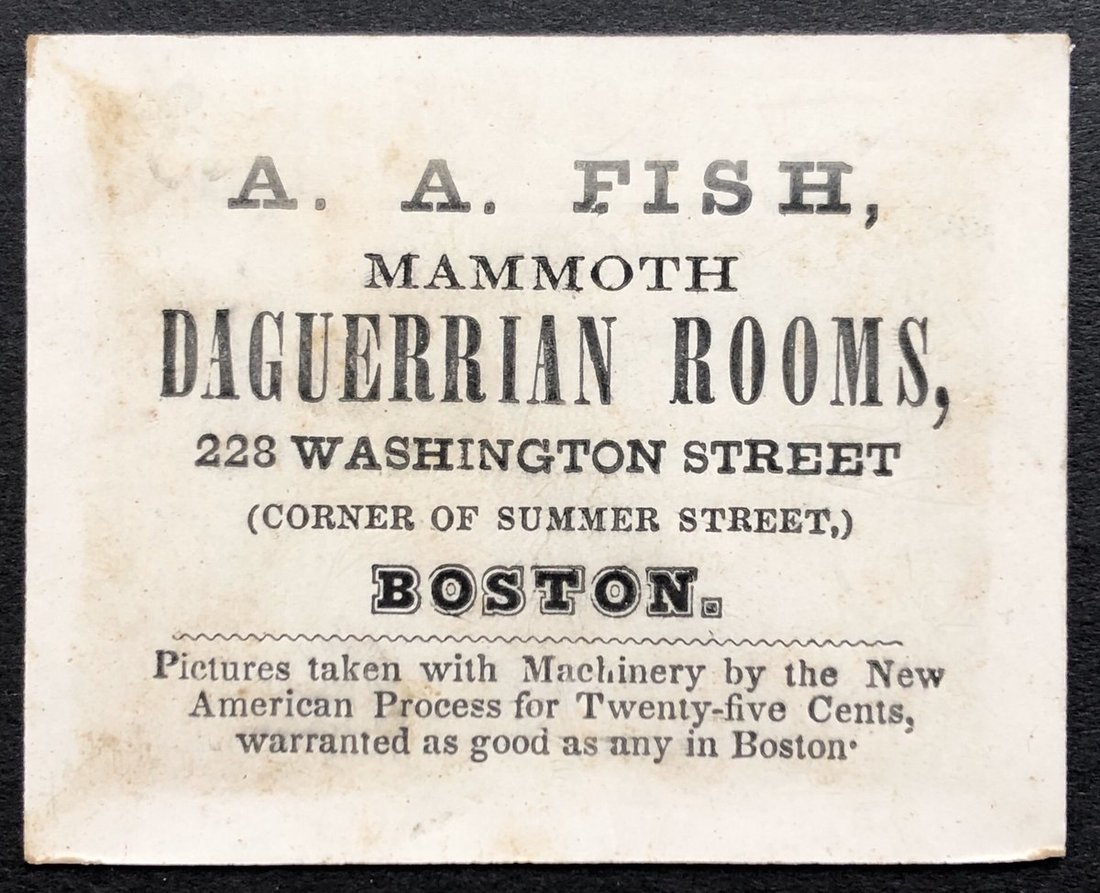 A. A. FISH,
MAMMOTH
DAGUERRIAN ROOMS,
228 WASHINGTON STREET
(CORNER OF SUMMER STREET,)
BOSTON.
Pictures taken with Machinery by the New
American Process for Twenty-five Cents,
warranted as good as any in Boston·